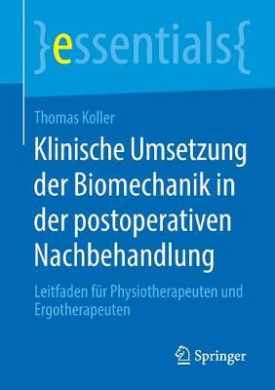 }essentials{
Thomas Koller
Klinische Umsetzung
der Biomechanik in
der postoperativen
Nachbehandlung
Leitfaden für Physiotherapeuten und
Ergotherapeuten
Springer